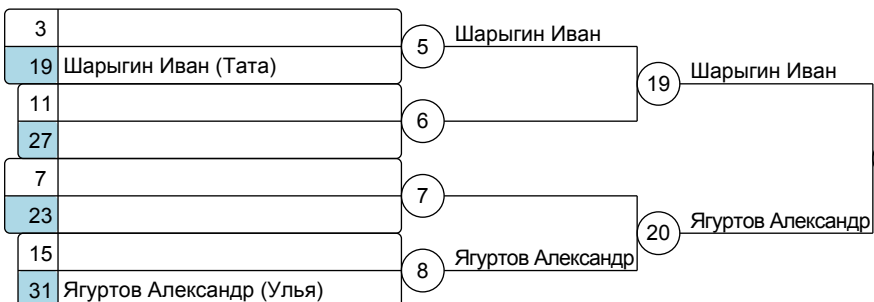 3
19 Шарыгин Иван (Тата)
5 Шарыгин Иван
11
27
6
19 Шарыгин Иван
7
23
7
15
31 Ягуртов Александр (Улья)
8 Ягуртов Александр
20 Ягуртов Александр